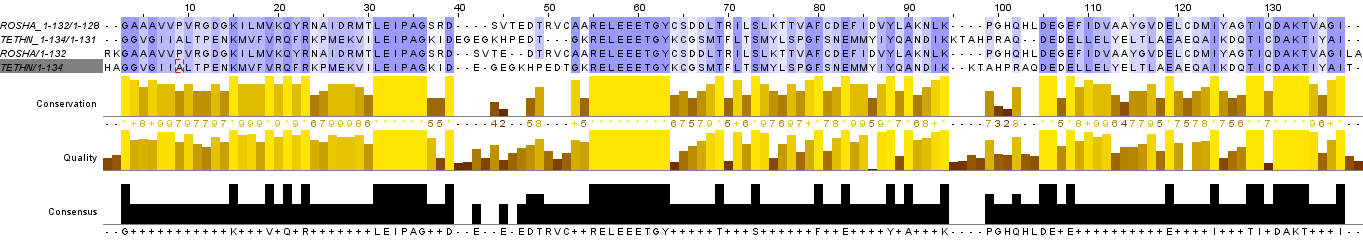 10 20 30 40 50 60 70 80 90 100 110 120 130
ROSHA_1-132/1-128 --GAAAVVPVRGDGKILMVKQYRNAIDRMTLEIPAGSRD----SVTEDTRVCAARELEEETGYCSDDLTRILSLKTTVAFCDEFIDVYLAKNLK----PGHQHLDEGEFIDVAAYGVDELCDMIYAGTIQDAKTVAGI--
TETHN_1-134/1-131 --GGVGIIALTPENKMVFVRQFRKPMEKVILEIPAGKIDEGEGKHPEDT---GKRELEEETGYKCGSMTFLTSMYLSPGFSNEMMYIYQANDIKKTAHPRAQ--DEDELLELYELTLAEAEQAIKDQTICDAKTIYAI--
ROSHA/1-132 RKGAAAVVPVRGDGKILMVKQYRNAIDRMTLEIPAGSRD--SVTE--DTRVCAARELEEETGYCSDDLTRILSLKTTVAFCDEFIDVYLAKNLK----PGHQHLDEGEFIDVAAYGVDELCDMIYAGTIQDAKTVAGILA
TETHN/1-134 HAGGVGIIALTPENKMVFVRQFRKPMEKVILEIPAGKID--E-GEGKHPEDTGKRELEEETGYKCGSMTFLTSMYLSPGFSNEMMYIYQANDIK--KTAHPRAQDEDELLELYELTLAEAEQAIKDQTICDAKTIYAIT-
Conservation
Quality
Consensus
--G++++++++++++K+++V+Q+R+++++++LEIPAG++D--E--E-EDTRVC++RELEEETGY+++++T+++S++++++F++E+++Y+A+++K----PGHQHLDE+E++++++++++E++++I+++TI+DAKT+++I--